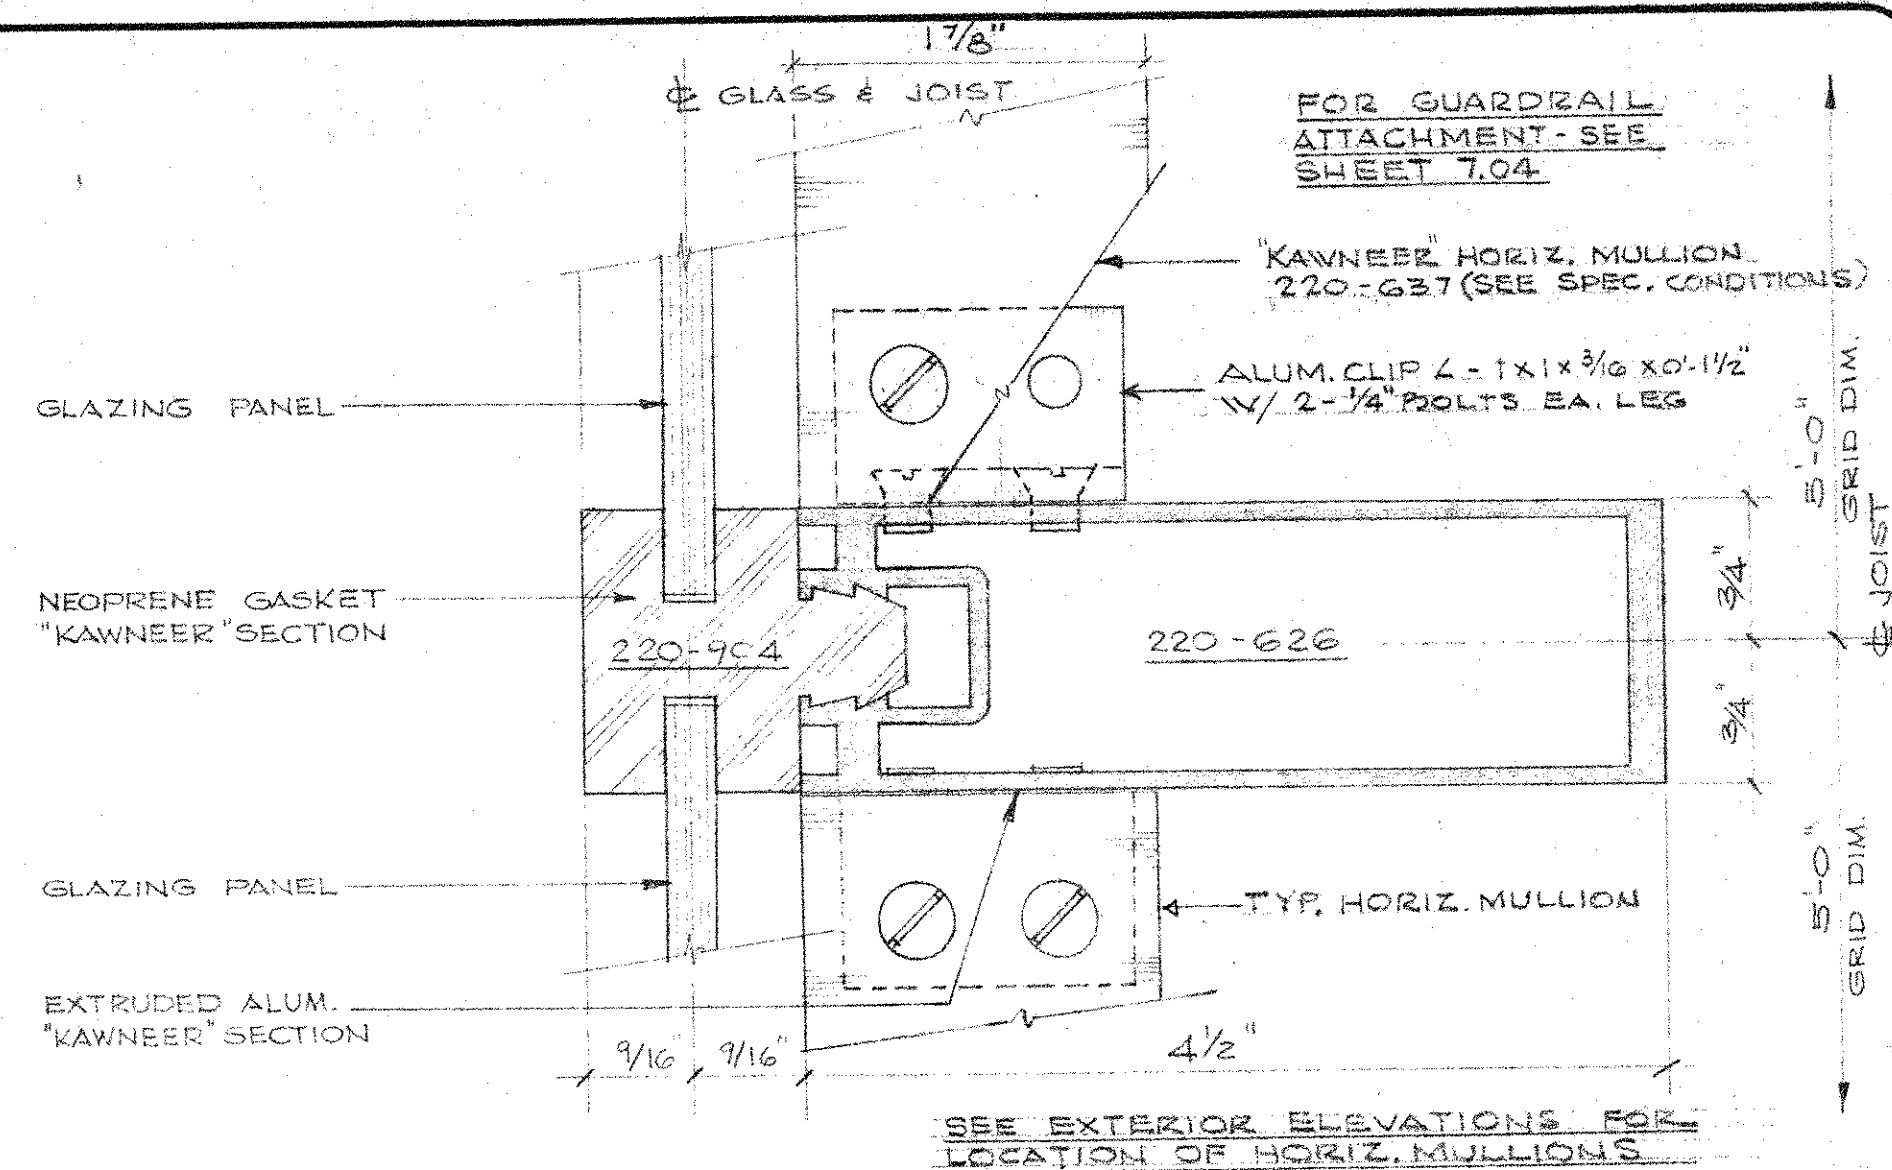 1 7/8"
℄ GLASS & JOIST
FOR GUARDRAIL
ATTACHMENT - SEE
SHEET 7.04
"KAWNEER" HORIZ. MULLION
220-637 (SEE SPEC. CONDITIONS)
ALUM. CLIP ∠ - 1 X 1 X 3/16 X 0'-1 1/2"
W/ 2 - 1/4" BOLTS EA. LEG
GLAZING PANEL
5'-0"
GRID DIM.
NEOPRENE GASKET
"KAWNEER" SECTION
220-904
220-626
3/4"
℄ JOIST
3/4"
GLAZING PANEL
TYP. HORIZ. MULLION
5'-0"
GRID DIM.
EXTRUDED ALUM.
"KAWNEER" SECTION
9/16"
9/16"
4 1/2"
SEE EXTERIOR ELEVATIONS FOR
LOCATION OF HORIZ. MULLIONS